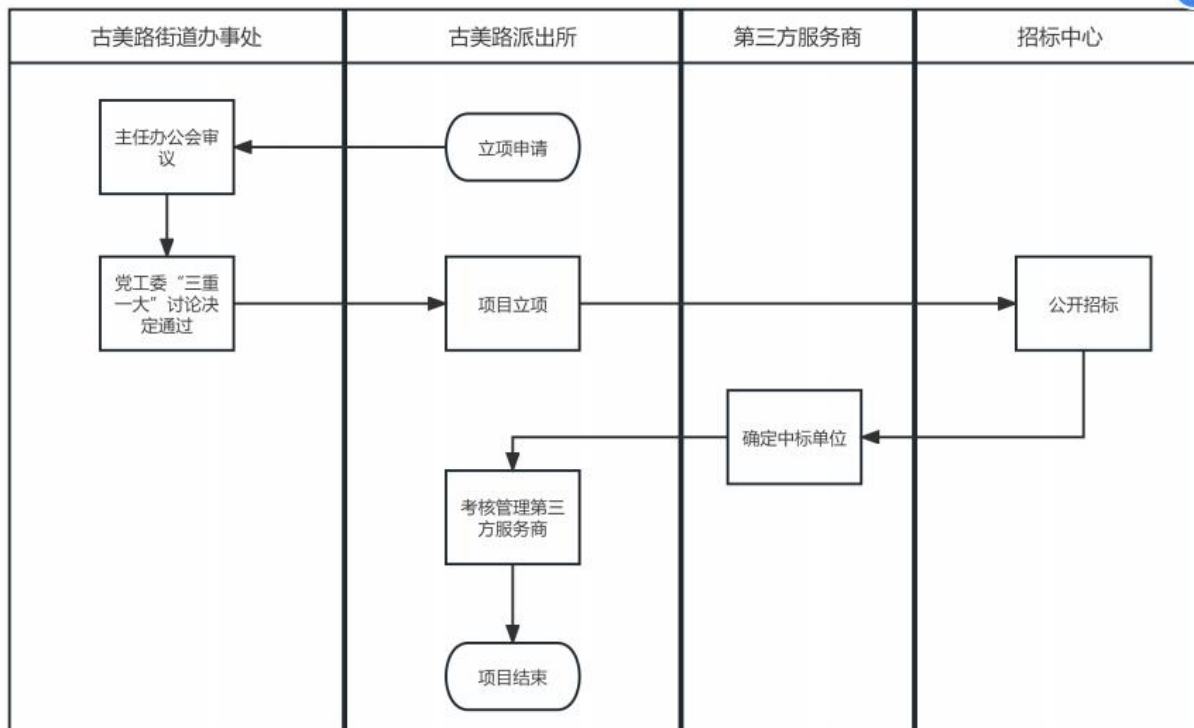 古美路街道办事处
古美路派出所
第三方服务商
招标中心
主任办公会审
议
立项申请
党工委“三重
一大”讨论决
定通过
项目立项
公开招标
确定中标单位
考核管理第三
方服务商
项目结束